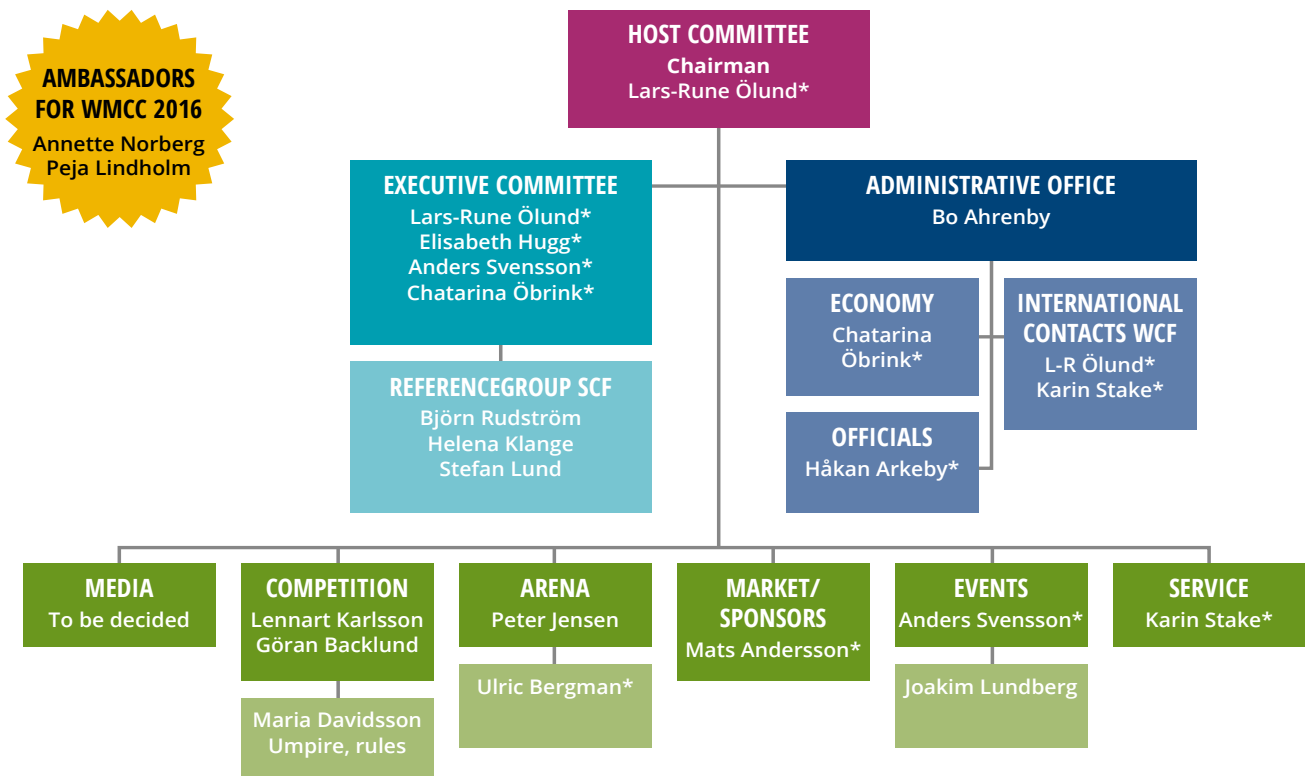 AMBASSADORS
FOR WMCC 2016
Annette Norberg
Peja Lindholm
HOST COMMITTEE
Chairman
Lars-Rune Ölund*
EXECUTIVE COMMITTEE
Lars-Rune Ölund*
Elisabeth Hugg*
Anders Svensson*
Chatarina Öbrink*
ADMINISTRATIVE OFFICE
Bo Ahrenby
REFERENCEGROUP SCF
Björn Rudström
Helena Klange
Stefan Lund
ECONOMY
Chatarina
Öbrink*
INTERNATIONAL
CONTACTS WCF
L-R Ölund*
Karin Stake*
OFFICIALS
Håkan Arkeby*
MEDIA
To be decided
COMPETITION
Lennart Karlsson
Göran Backlund
Maria Davidsson
Umpire, rules
ARENA
Peter Jensen
Ulric Bergman*
MARKET/
SPONSORS
Mats Andersson*
EVENTS
Anders Svensson*
Joakim Lundberg
SERVICE
Karin Stake*